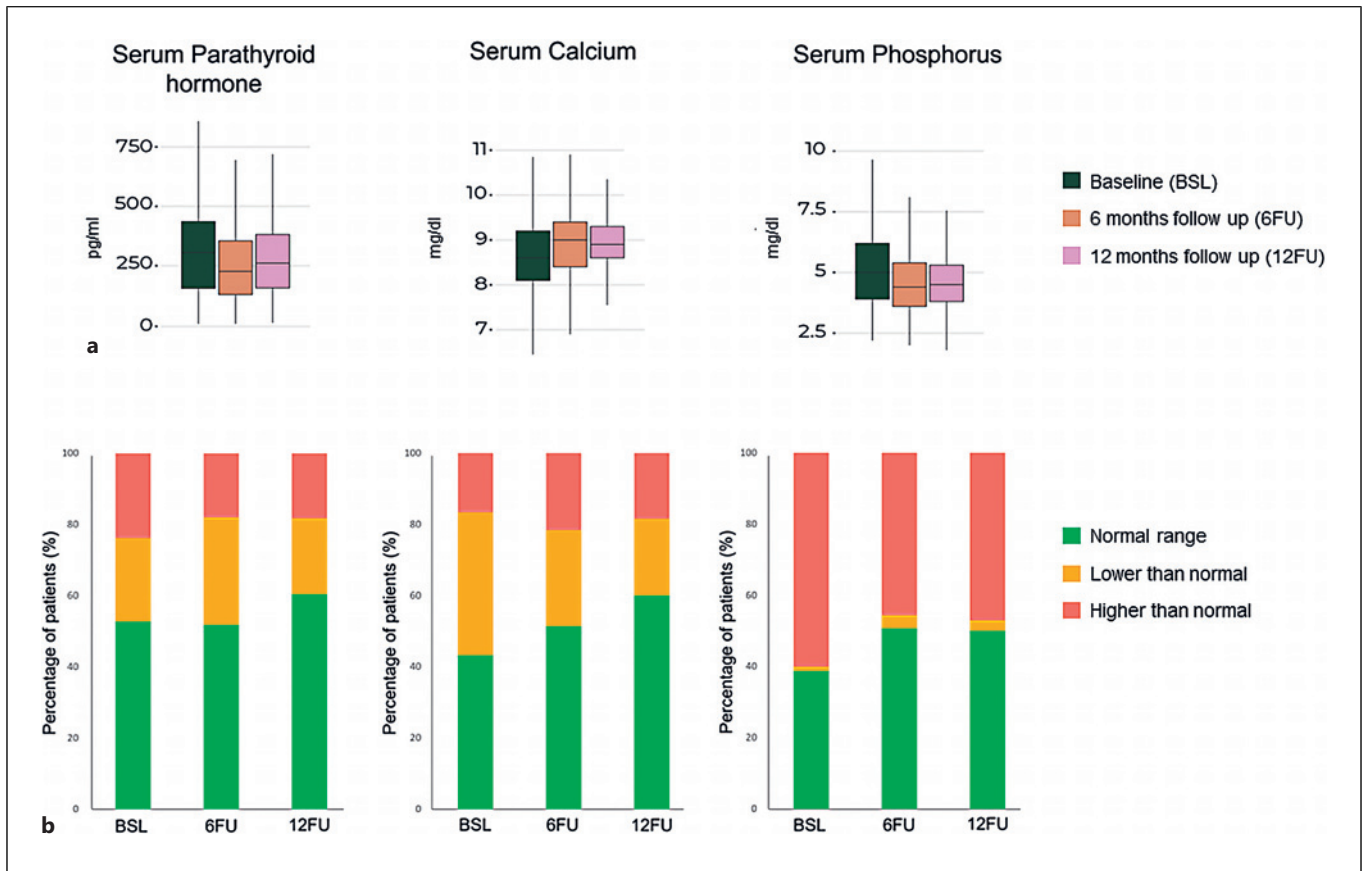 Serum Parathyroid
hormone
Serum Calcium
Serum Phosphorus
750
500
250
0
pg/ml
11
10
9
8
7
mg/dl
10
7.5
5
2.5
mg/dl
Baseline (BSL)
6 months follow up (6FU)
12 months follow up (12FU)
a
100
80
60
40
20
0
Percentage of patients (%)
BSL 6FU 12FU
100
80
60
40
20
0
Percentage of patients (%)
BSL 6FU 12FU
100
80
60
40
20
0
Percentage of patients (%)
BSL 6FU 12FU
Normal range
Lower than normal
Higher than normal
b